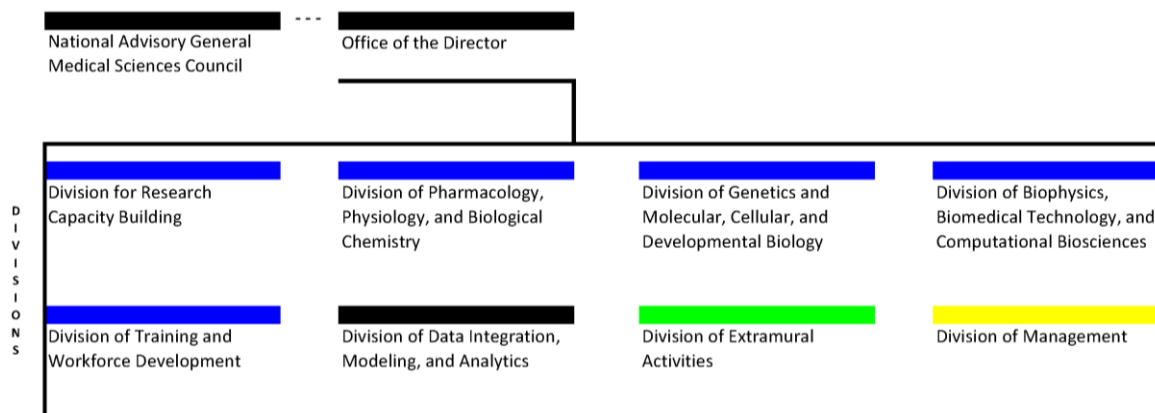 National Advisory General
Medical Sciences Council
- - -
Office of the Director
DIVISIONS
Division for Research
Capacity Building
Division of Pharmacology,
Physiology, and Biological
Chemistry
Division of Genetics and
Molecular, Cellular, and
Developmental Biology
Division of Biophysics,
Biomedical Technology, and
Computational Biosciences
Division of Training and
Workforce Development
Division of Data Integration,
Modeling, and Analytics
Division of Extramural
Activities
Division of Management